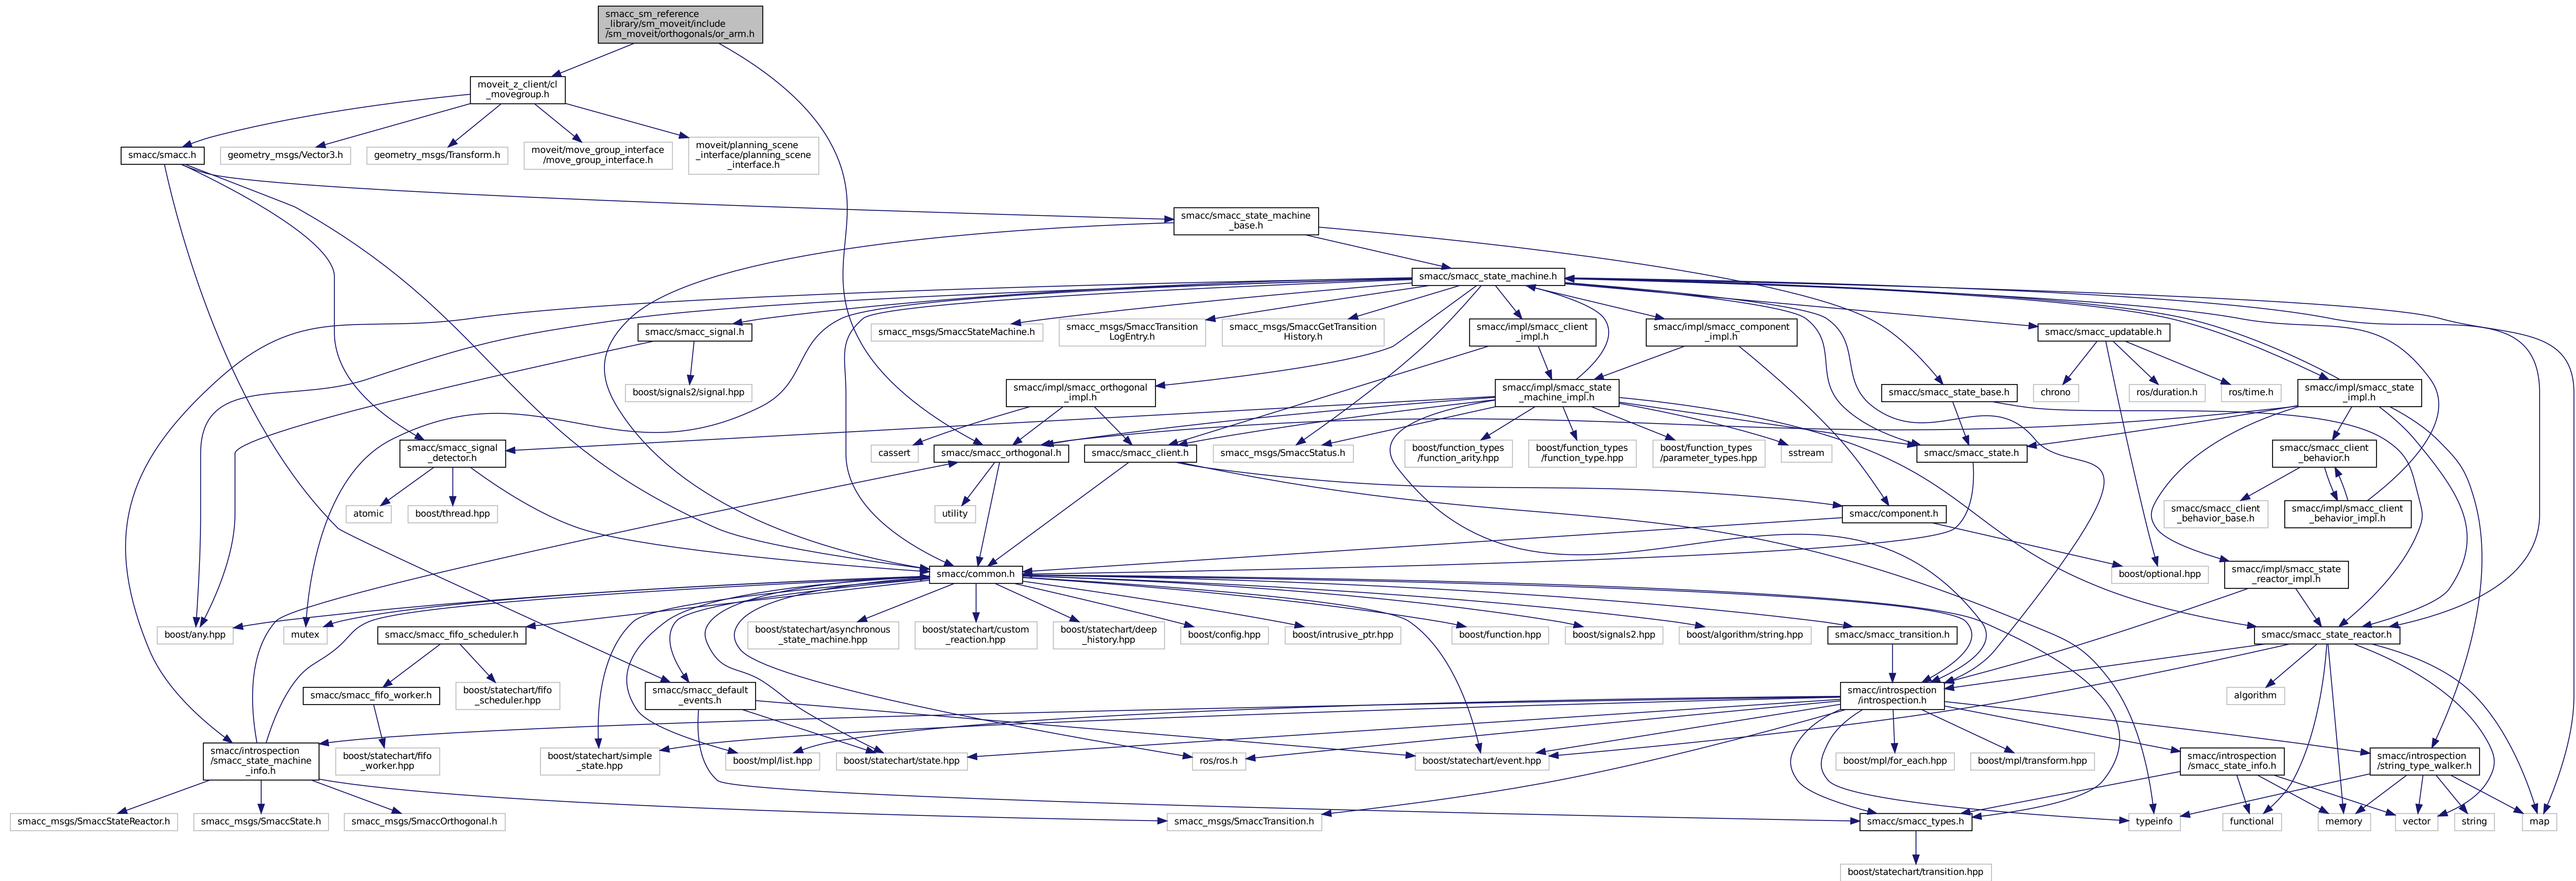 smacc_sm_reference
_library/sm_moveit/include
/sm_moveit/orthogonals/or_arm.h
moveit_z_client/cl
_movegroup.h
smacc/smacc.h
geometry_msgs/Vector3.h
geometry_msgs/Transform.h
moveit/move_group_interface
/move_group_interface.h
moveit/planning_scene
_interface/planning_scene
_interface.h
smacc/smacc_state_machine
_base.h
smacc/smacc_state_machine.h
smacc/smacc_signal.h
smacc_msgs/SmaccStateMachine.h
smacc_msgs/SmaccTransition
LogEntry.h
smacc_msgs/SmaccGetTransition
History.h
smacc/impl/smacc_client
_impl.h
smacc/impl/smacc_component
_impl.h
smacc/smacc_updatable.h
boost/signals2/signal.hpp
smacc/impl/smacc_orthogonal
_impl.h
smacc/impl/smacc_state
_machine_impl.h
smacc/smacc_state_base.h
chrono
ros/duration.h
ros/time.h
smacc/impl/smacc_state
_impl.h
smacc/smacc_signal
_detector.h
cassert
smacc/smacc_orthogonal.h
smacc/smacc_client.h
smacc_msgs/SmaccStatus.h
boost/function_types
/function_arity.hpp
boost/function_types
/function_type.hpp
boost/function_types
/parameter_types.hpp
sstream
smacc/smacc_state.h
smacc/smacc_client
_behavior.h
atomic
boost/thread.hpp
utility
smacc/component.h
smacc/smacc_client
_behavior_base.h
smacc/impl/smacc_client
_behavior_impl.h
smacc/common.h
boost/optional.hpp
smacc/impl/smacc_state
_reactor_impl.h
boost/any.hpp
mutex
smacc/smacc_fifo_scheduler.h
boost/statechart/asynchronous
_state_machine.hpp
boost/statechart/custom
_reaction.hpp
boost/statechart/deep
_history.hpp
boost/config.hpp
boost/intrusive_ptr.hpp
boost/function.hpp
boost/signals2.hpp
boost/algorithm/string.hpp
smacc/smacc_transition.h
smacc/smacc_state_reactor.h
smacc/smacc_fifo_worker.h
boost/statechart/fifo
_scheduler.hpp
smacc/smacc_default
_events.h
smacc/introspection
/introspection.h
algorithm
smacc/introspection
/smacc_state_machine
_info.h
boost/statechart/fifo
_worker.hpp
boost/statechart/simple
_state.hpp
boost/mpl/list.hpp
boost/statechart/state.hpp
ros/ros.h
boost/statechart/event.hpp
boost/mpl/for_each.hpp
boost/mpl/transform.hpp
smacc/introspection
/smacc_state_info.h
smacc/introspection
/string_type_walker.h
smacc_msgs/SmaccStateReactor.h
smacc_msgs/SmaccState.h
smacc_msgs/SmaccOrthogonal.h
smacc_msgs/SmaccTransition.h
smacc/smacc_types.h
typeinfo
functional
memory
vector
string
map
boost/statechart/transition.hpp